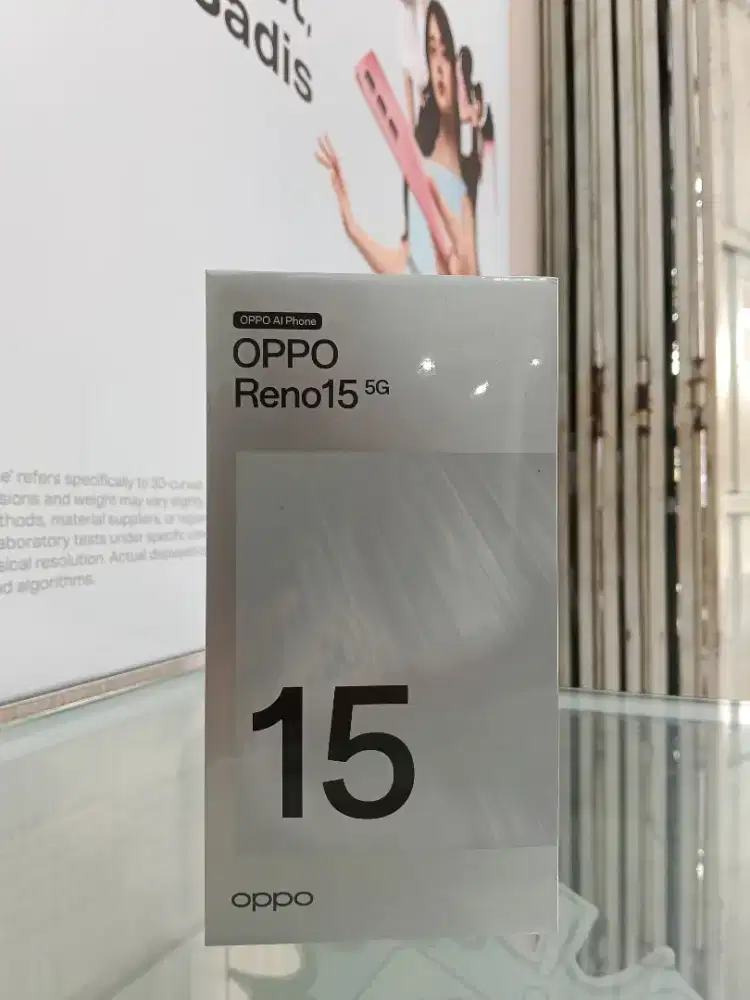 adis
OPPO AI Phone
OPPO
Reno15 5G
e' refers specifically to 3D-curved
sions and weight may vary slightly
thods, material suppliers, or
aboratory tests under specific
sical resolution. Actual
d algorithms.
15
oppo